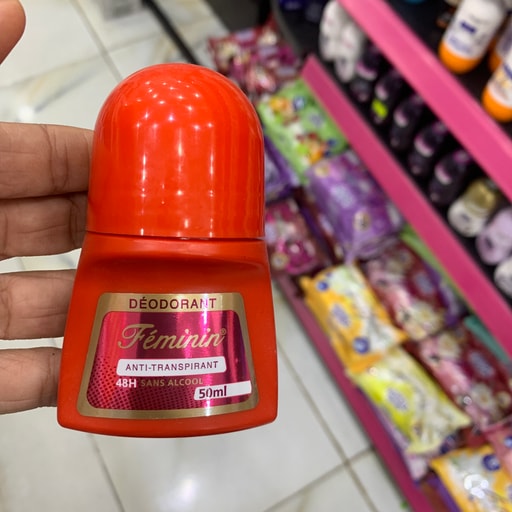 DÉODORANT
Féminin®
ANTI-TRANSPIRANT
48H SANS ALCOOL
50ml